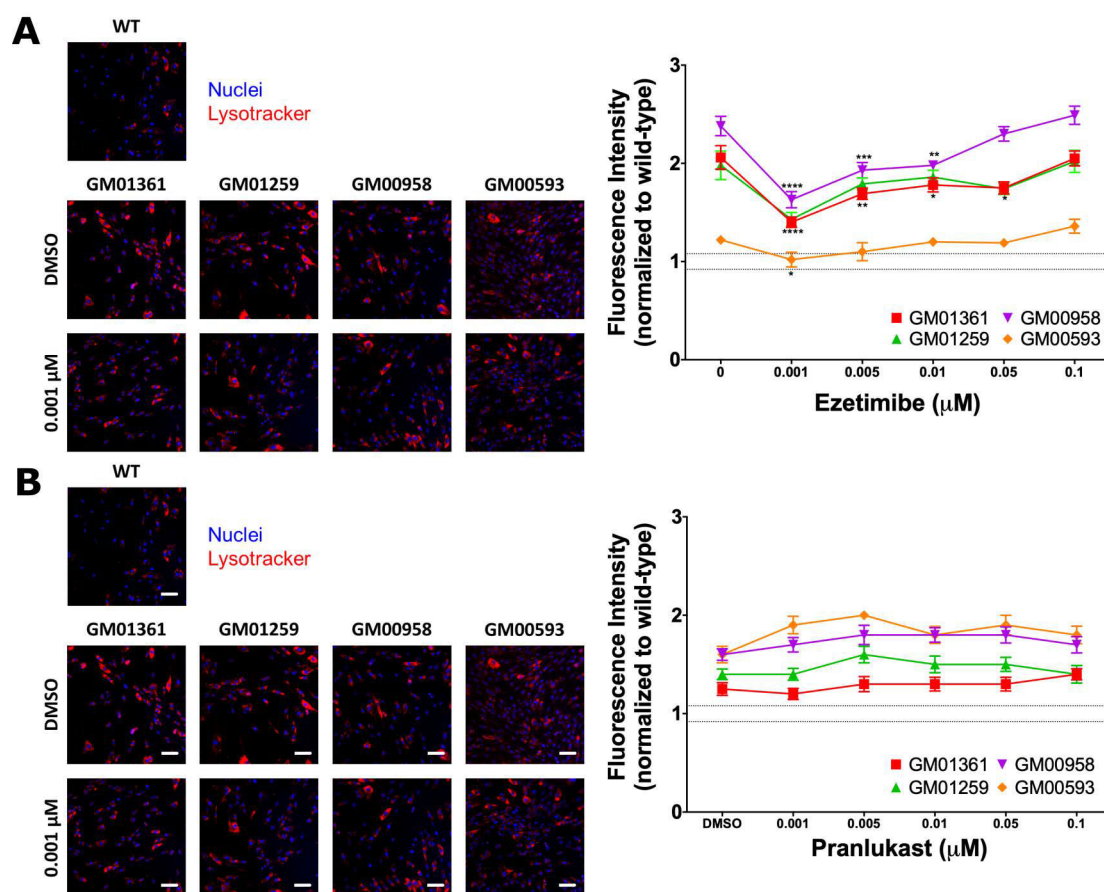 A
WT
Nuclei
Lysotracker
GM01361 GM01259 GM00958 GM00593
DMSO
0.001 µM
Fluorescence Intensity
(normalized to wild-type)
3
2
1
0
****
****
*
***
**
**
*
*
GM01361 GM00958
GM01259 GM00593
0 0.001 0.005 0.01 0.05 0.1
Ezetimibe (µM)
B
WT
Nuclei
Lysotracker
GM01361 GM01259 GM00958 GM00593
DMSO
0.001 µM
Fluorescence Intensity
(normalized to wild-type)
3
2
1
0
GM01361 GM00958
GM01259 GM00593
DMSO 0.001 0.005 0.01 0.05 0.1
Pranlukast (µM)